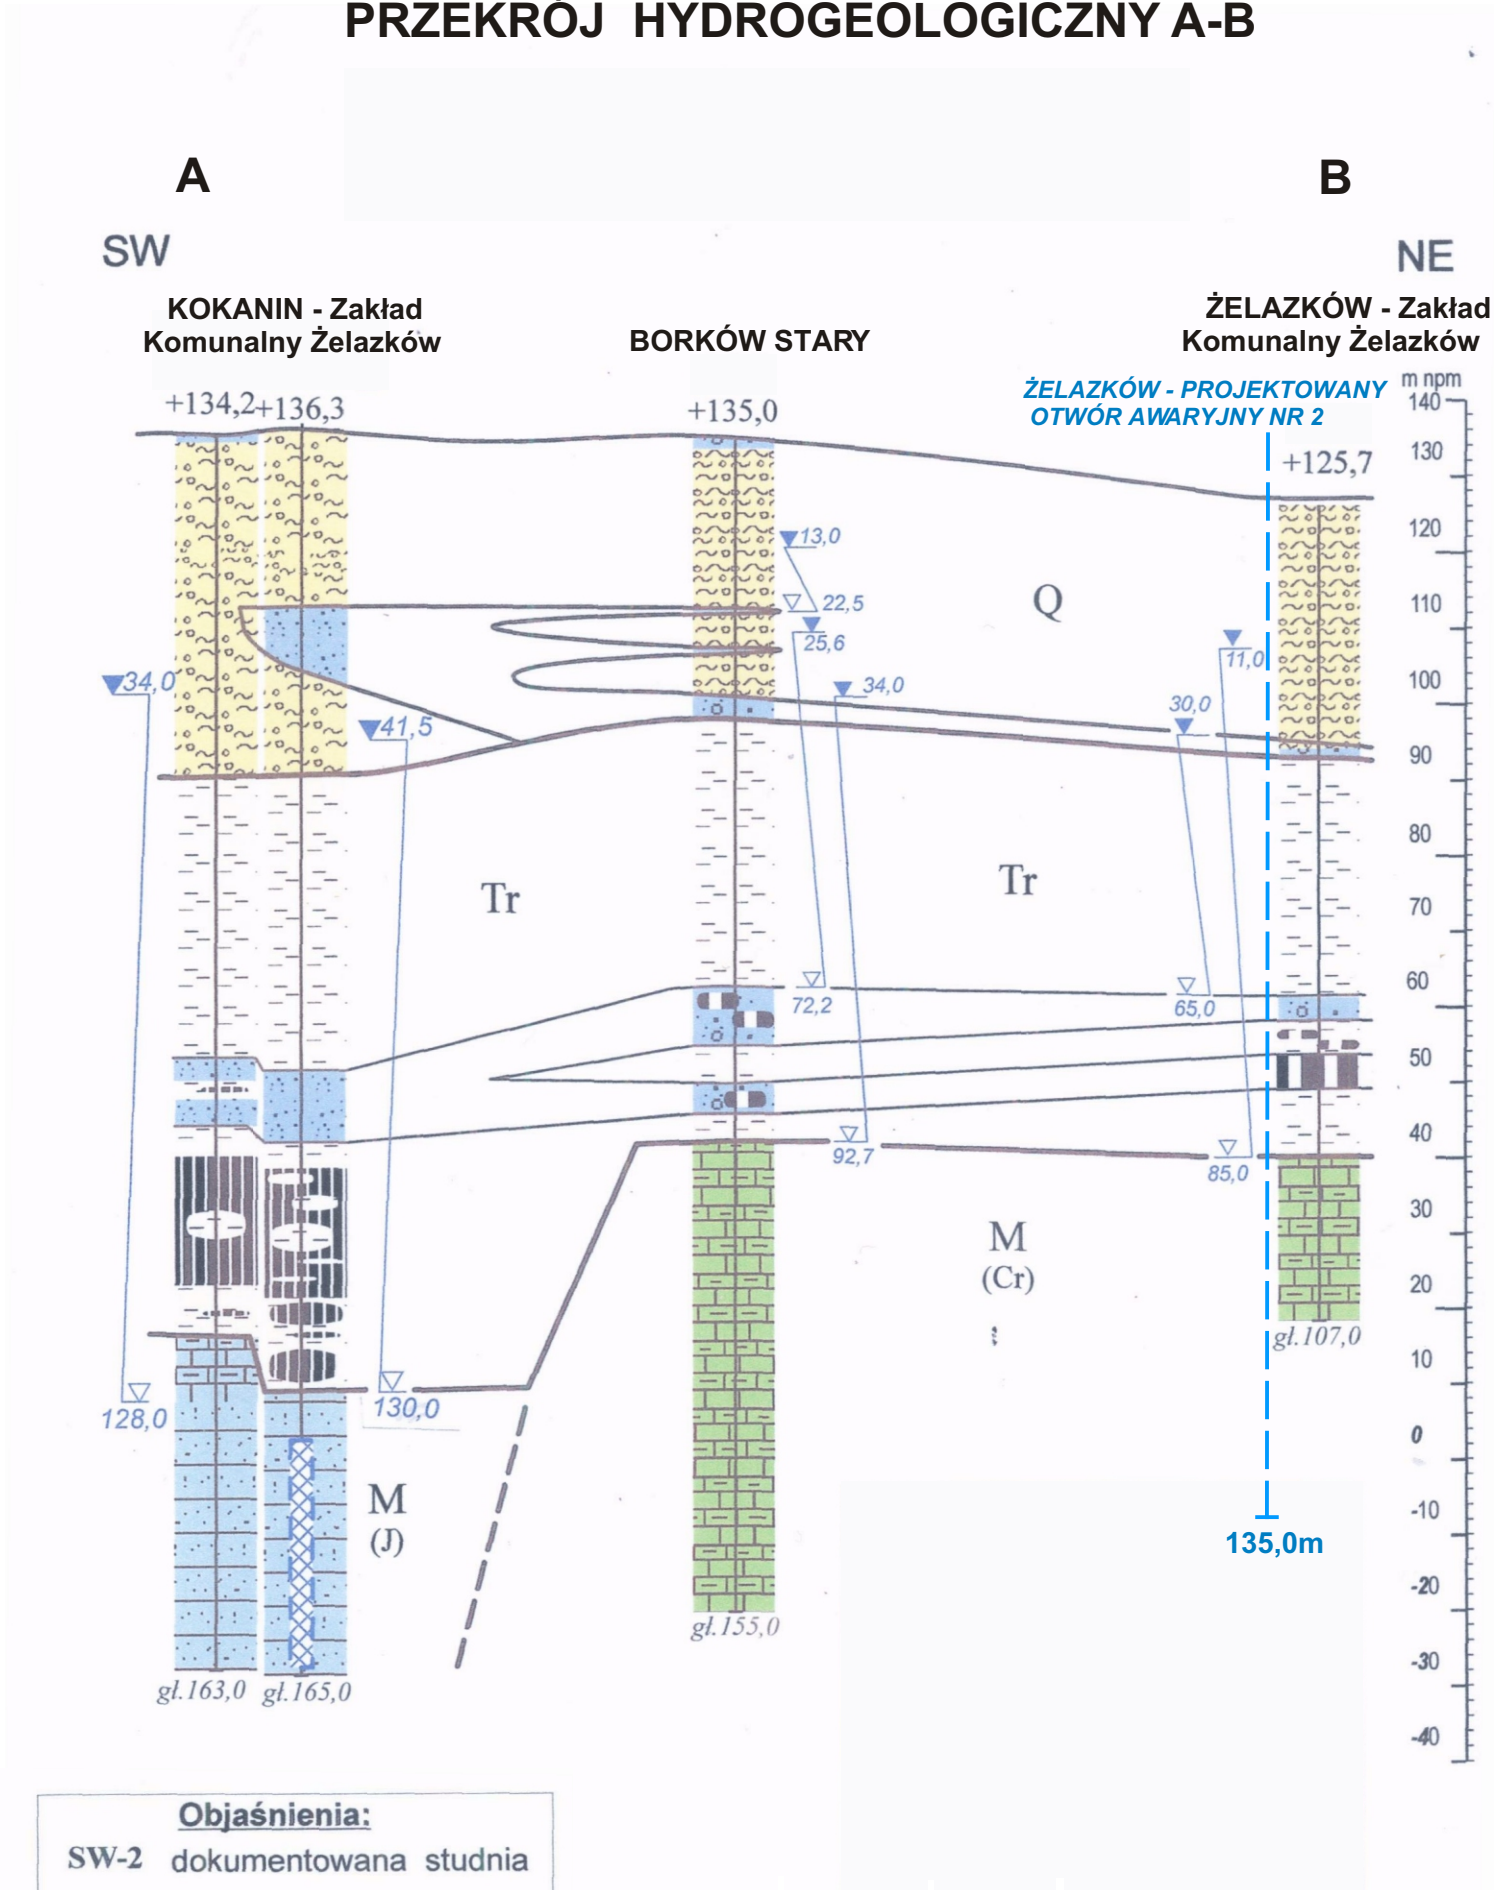 PRZEKRÓJ HYDROGEOLOGICZNY A-B
A
B
SW
NE
KOKANIN - Zakład
Komunalny Żelazków
BORKÓW STARY
ŻELAZKÓW - Zakład
Komunalny Żelazków
ŻELAZKÓW - PROJEKTOWANY
OTWÓR AWARYJNY NR 2
m npm
+134,2
+136,3
+135,0
+125,7
140
130
120
110
100
90
80
70
60
50
40
30
20
10
0
-10
-20
-30
-40
13,0
22,5
25,6
34,0
72,2
92,7
30,0
11,0
65,0
85,0
34,0
41,5
128,0
130,0
Q
Tr
Tr
M
(Cr)
M
(J)
gł.107,0
135,0m
gł.155,0
gł.163,0
gł.165,0
Objaśnienia:
SW-2 dokumentowana studnia